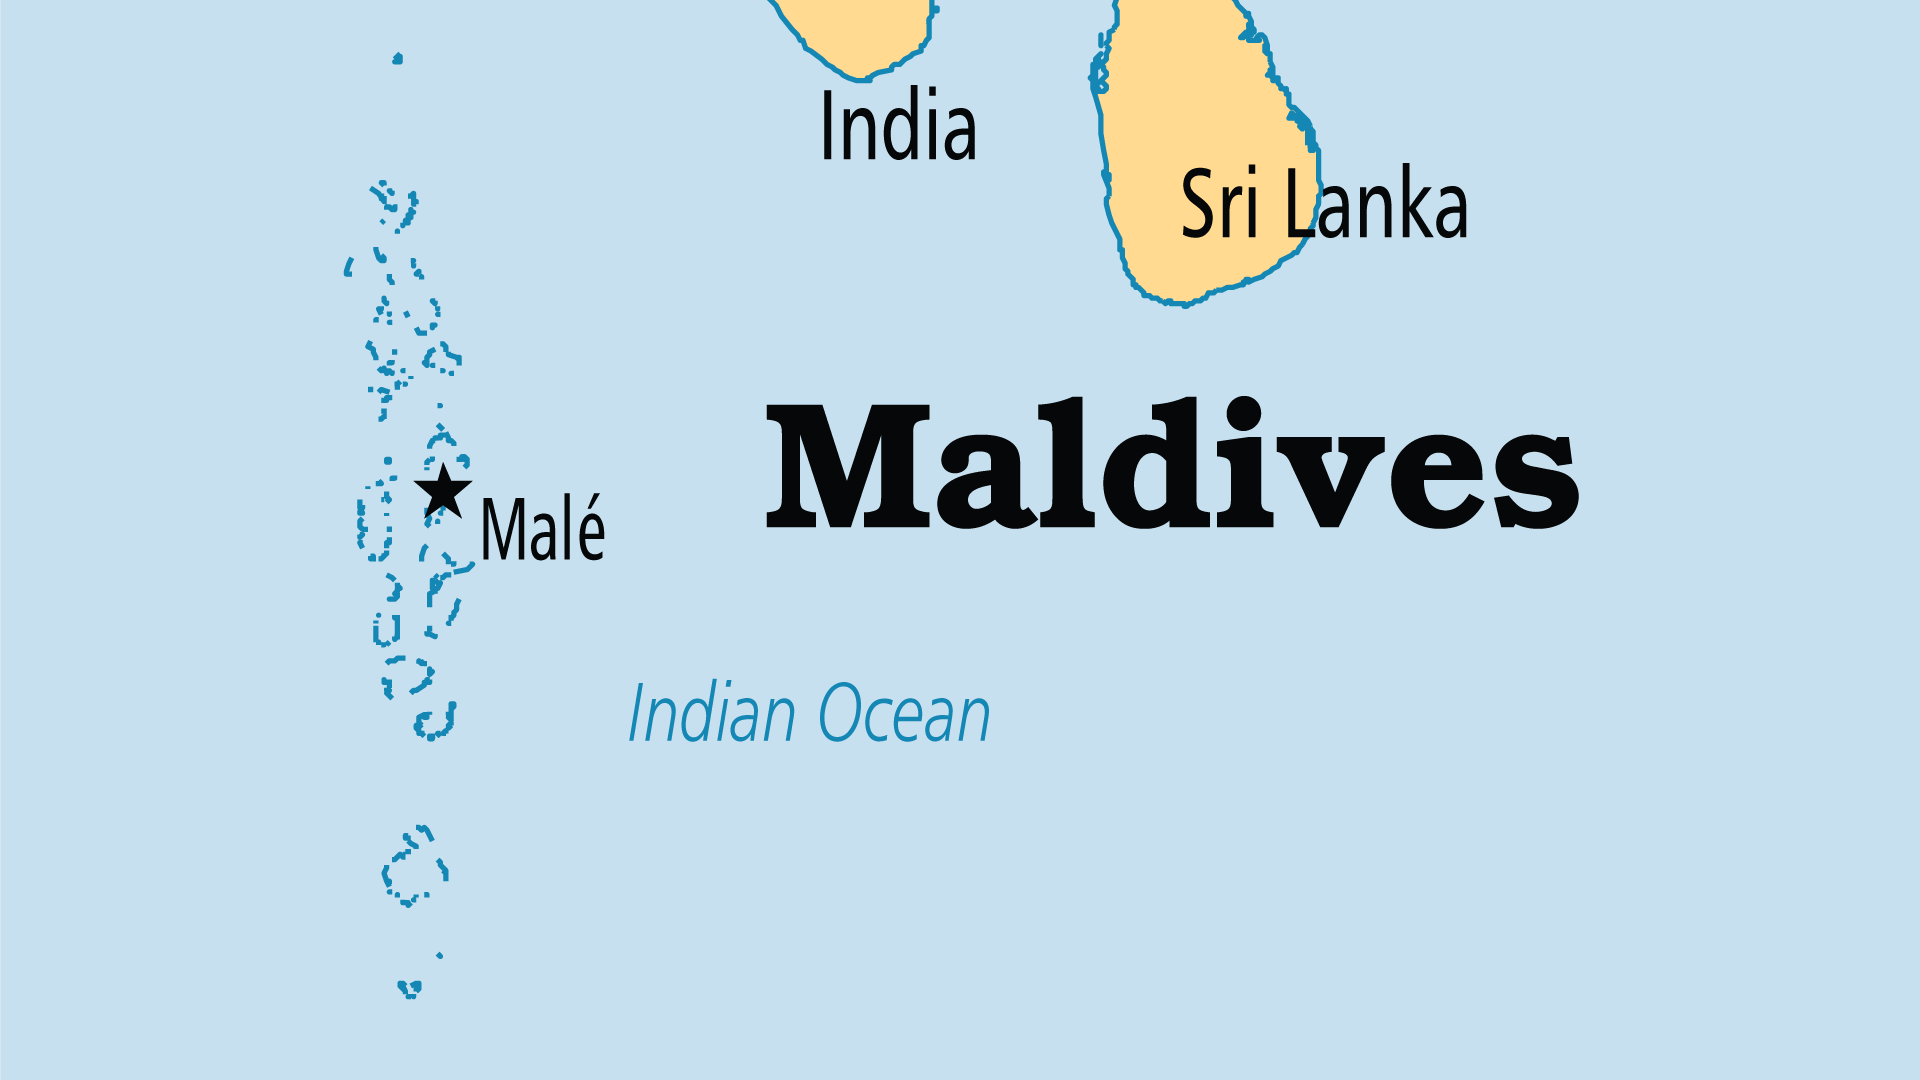 India
Sri Lanka
Maldives
Malé
Indian Ocean